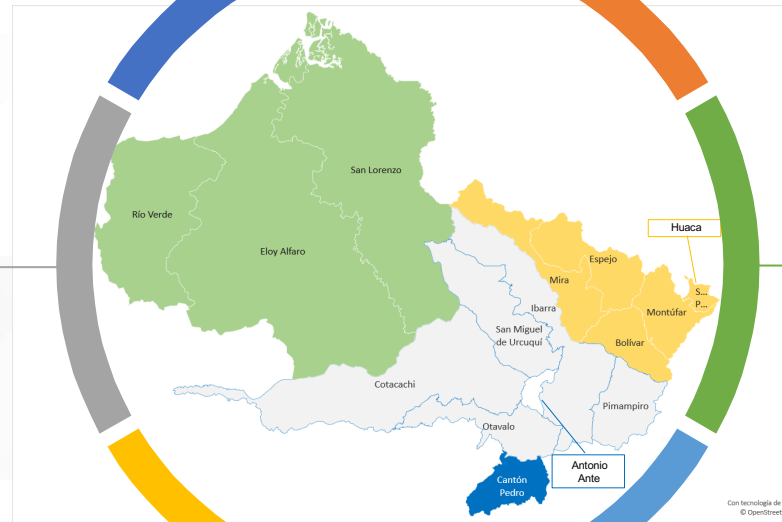 San Lorenzo
Río Verde
Huaca
Eloy Alfaro
Espejo
Mira
S...
P...
Ibarra
Montúfar
San Miguel
de Urcuquí
Bolívar
Cotacachi
Pimampiro
Otavalo
Antonio
Ante
Cantón
Pedro
Con tecnología de
© OpenStreet